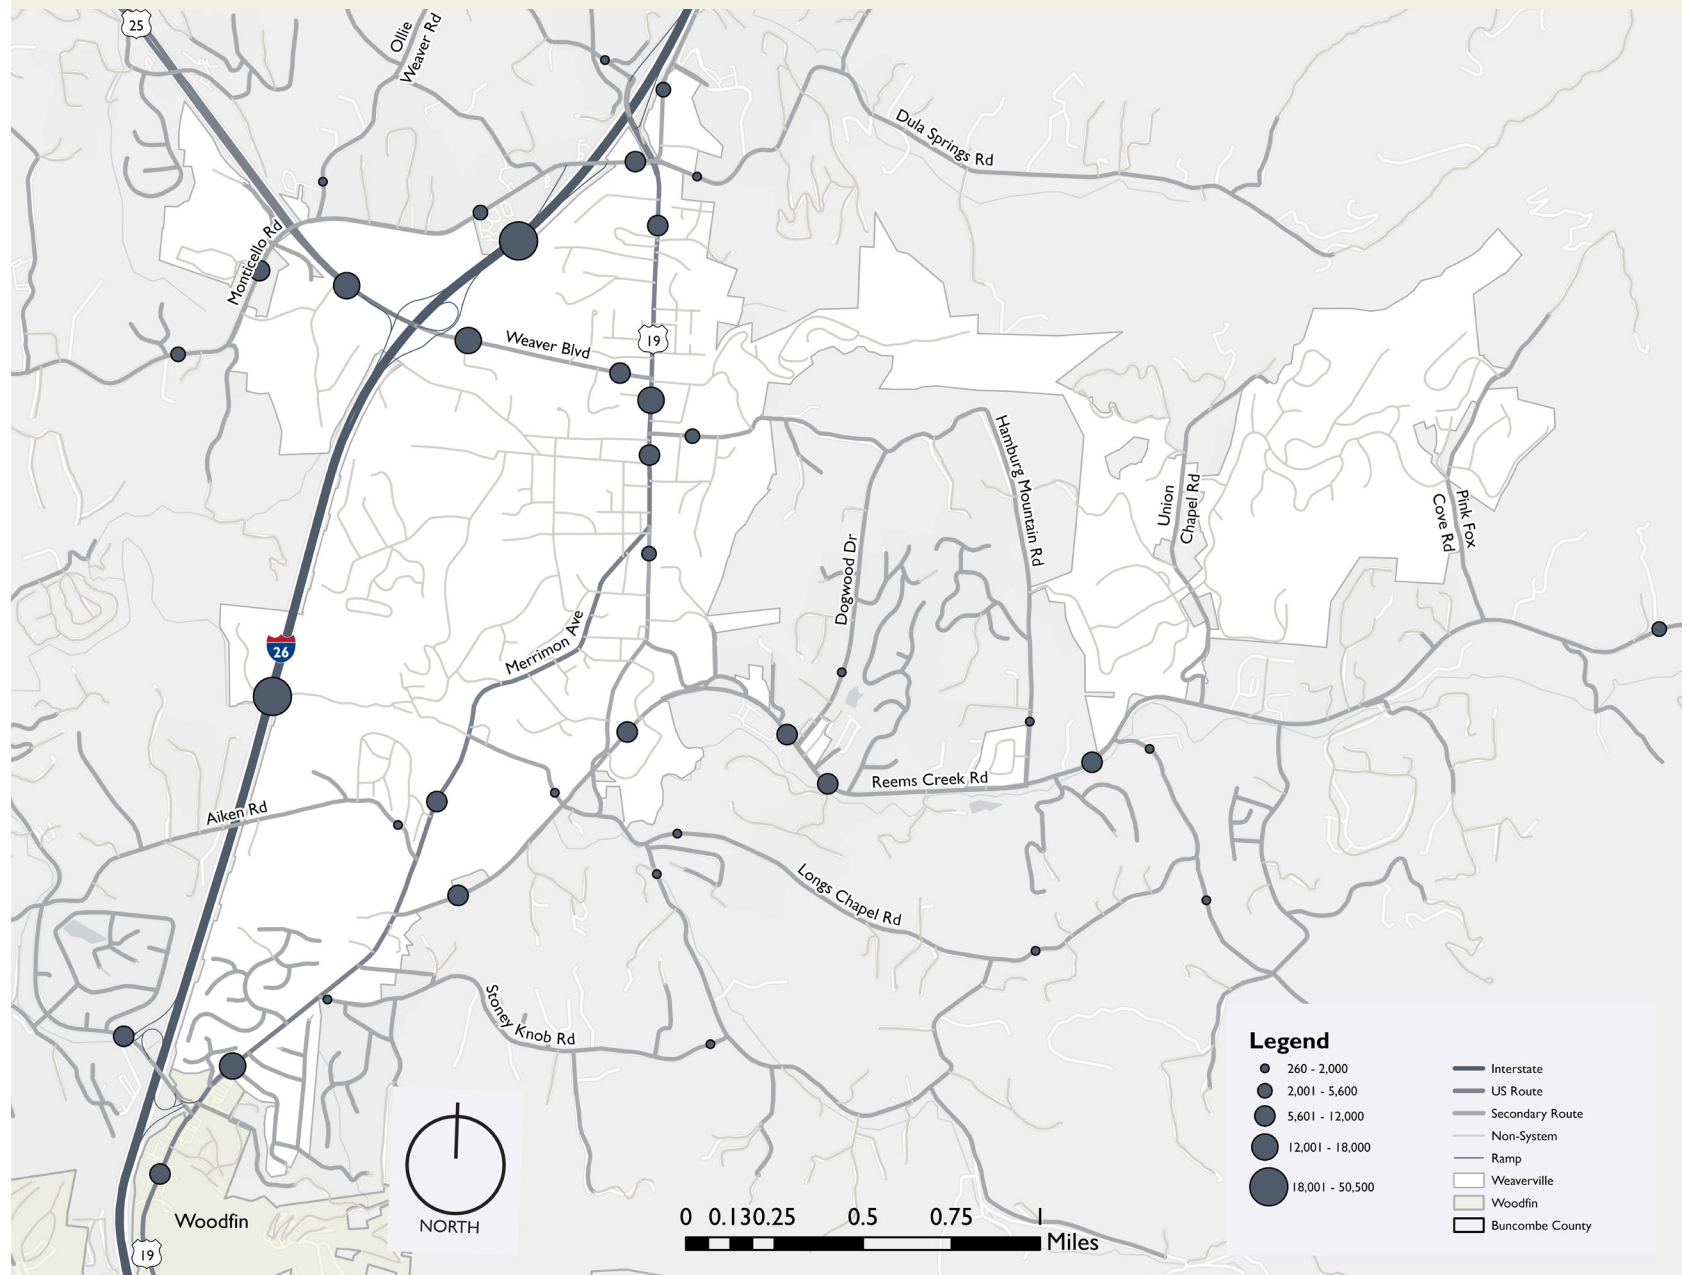 25
Ollie
Weaver Rd
Dula Springs Rd
Monticello Rd
Weaver Blvd
19
Hamburg Mountain Rd
Union
Chapel Rd
Pink Fox
Cove Rd
Dogwood Dr
Merrimon Ave
26
Reems Creek Rd
Aiken Rd
Longs Chapel Rd
Stoney Knob Rd
Woodfin
19
NORTH
0 0.13 0.25 0.5 0.75 1
Miles
Legend
260 - 2,000
2,001 - 5,600
5,601 - 12,000
12,001 - 18,000
18,001 - 50,500
Interstate
US Route
Secondary Route
Non-System
Ramp
Weaverville
Woodfin
Buncombe County